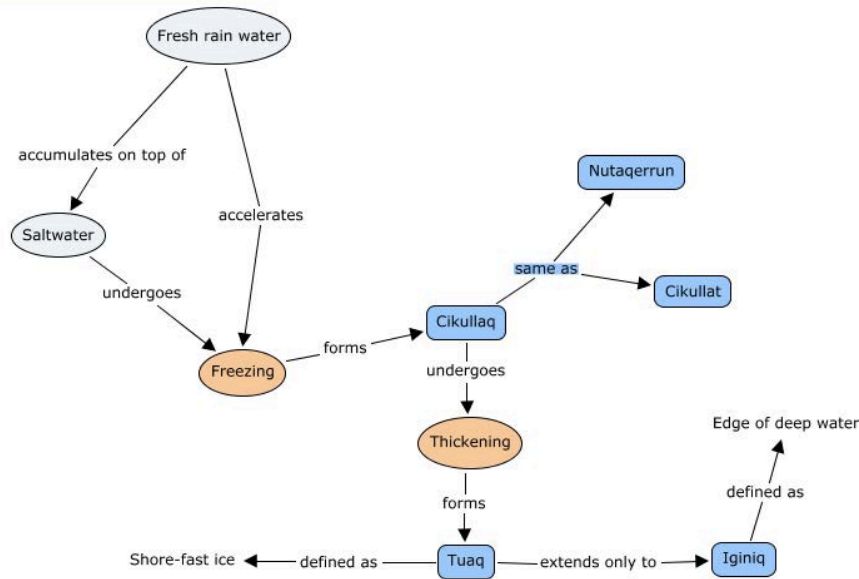 Fresh rain water
accumulates on top of
Nutaqerrun
accelerates
Saltwater
same as
undergoes
Cikullat
Cikullaq
forms
Freezing
undergoes
Edge of deep water
Thickening
defined as
forms
Shore-fast ice
defined as
Tuaq
extends only to
Iginiq